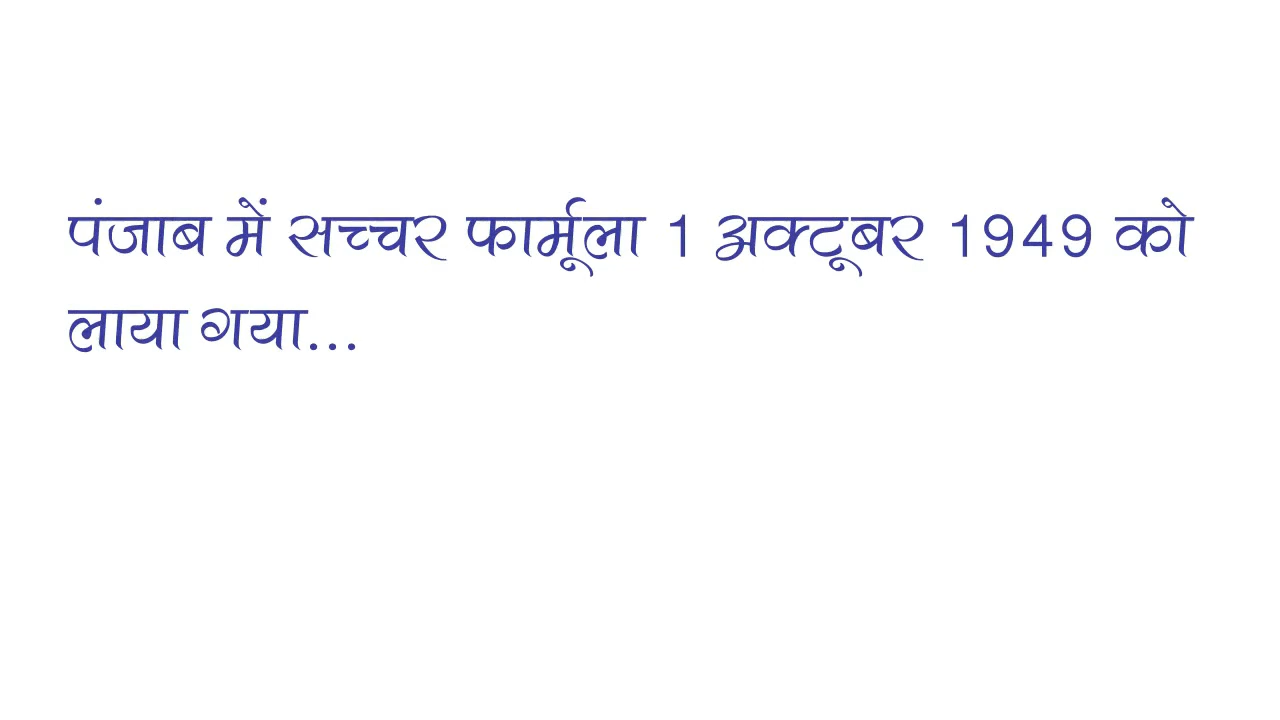 पंजाब में सच्चर फार्मूला 1 अक्टूबर 1949 को
लाया गया...